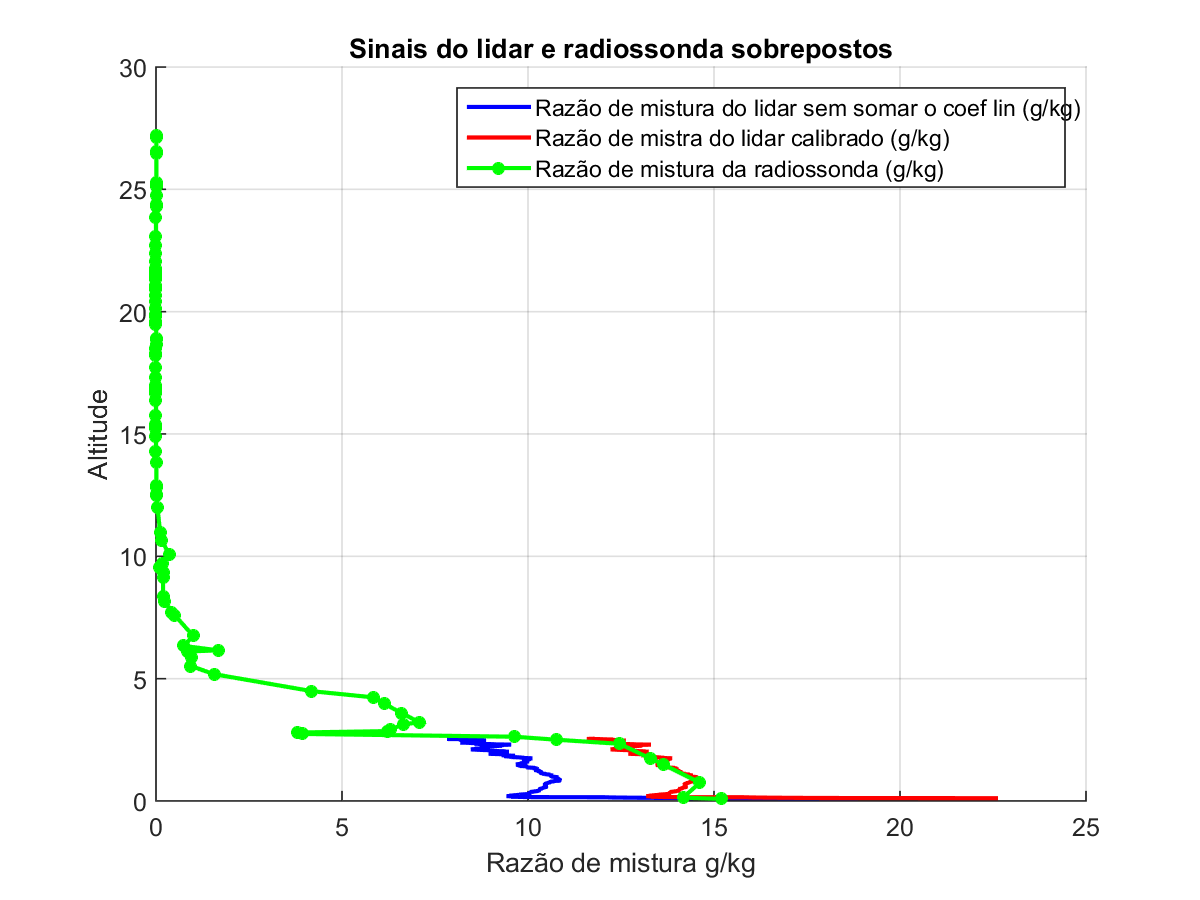 Sinais do lidar e radiossonda sobrepostos
Razão de mistura do lidar sem somar o coef lin (g/kg)
Razão de mistra do lidar calibrado (g/kg)
Razão de mistura da radiossonda (g/kg)
30
25
20
15
10
5
0
Altitude
0 5 10 15 20 25
Razão de mistura g/kg